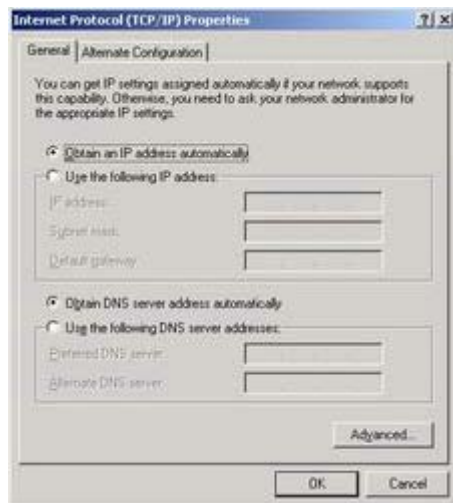 Internet Protocol (TCP/IP) Properties
General
Alternate Configuration
You can get IP settings assigned automatically if your network supports
this capability. Otherwise, you need to ask your network administrator for
the appropriate IP settings.
Obtain an IP address automatically
Use the following IP address:
IP address:
Subnet mask:
Default gateway:
Obtain DNS server address automatically
Use the following DNS server addresses:
Preferred DNS server:
Alternate DNS server:
Advanced...
OK
Cancel